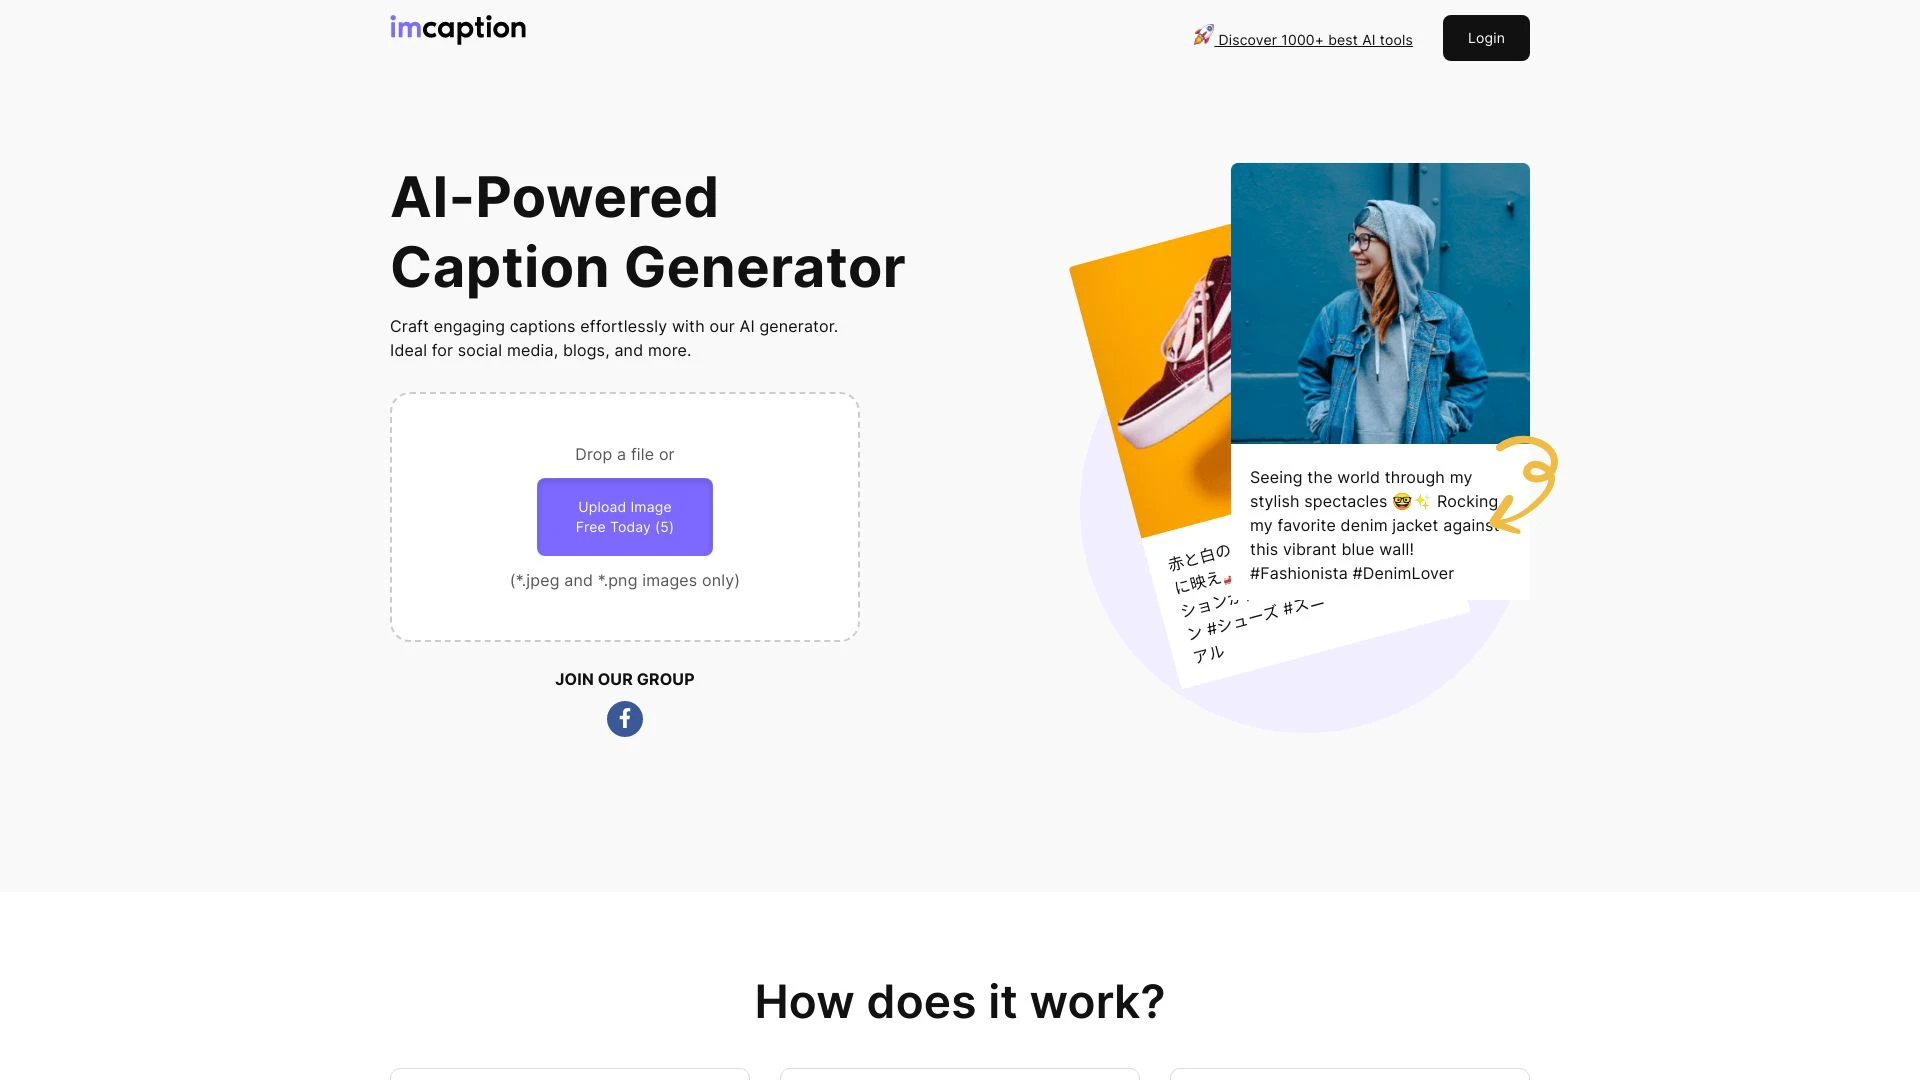 imcaption
🚀 Discover 1000+ best AI tools
Login
AI-Powered
Caption Generator
Craft engaging captions effortlessly with our AI generator.
Ideal for social media, blogs, and more.
Drop a file or
Upload Image
Free Today (5)
(*.jpeg and *.png images only)
JOIN OUR GROUP
Seeing the world through my
stylish spectacles 🤓✨ Rocking
my favorite denim jacket against
this vibrant blue wall!
#Fashionista #DenimLover
赤と白の
に映え
ション
ン #シューズ #スー
アル
How does it work?